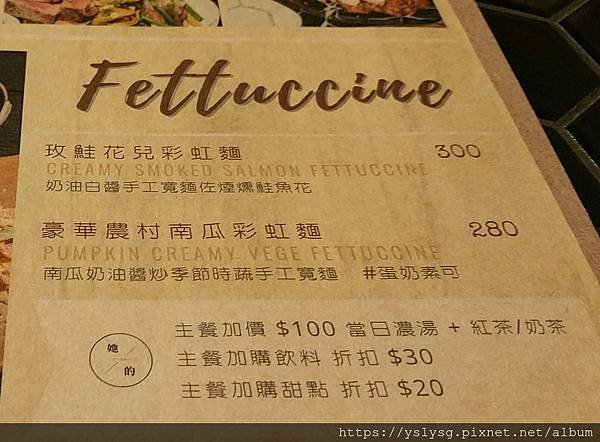 Fettuccine
玫鮭花兒彩虹麵 300
CREAMY SMOKED SALMON FETTUCCINE
奶油白醬手工寬麵佐煙燻鮭魚花
豪華農村南瓜彩虹麵 280
PUMPKIN CREAMY VEGE FETTUCCINE
南瓜奶油醬炒季節時蔬手工寬麵 #蛋奶素可
她/的
主餐加價 $100 當日濃湯 + 紅茶/奶茶
主餐加購飲料 折扣 $30
主餐加購甜點 折扣 $20
https://yslysg.pixnet.net/album